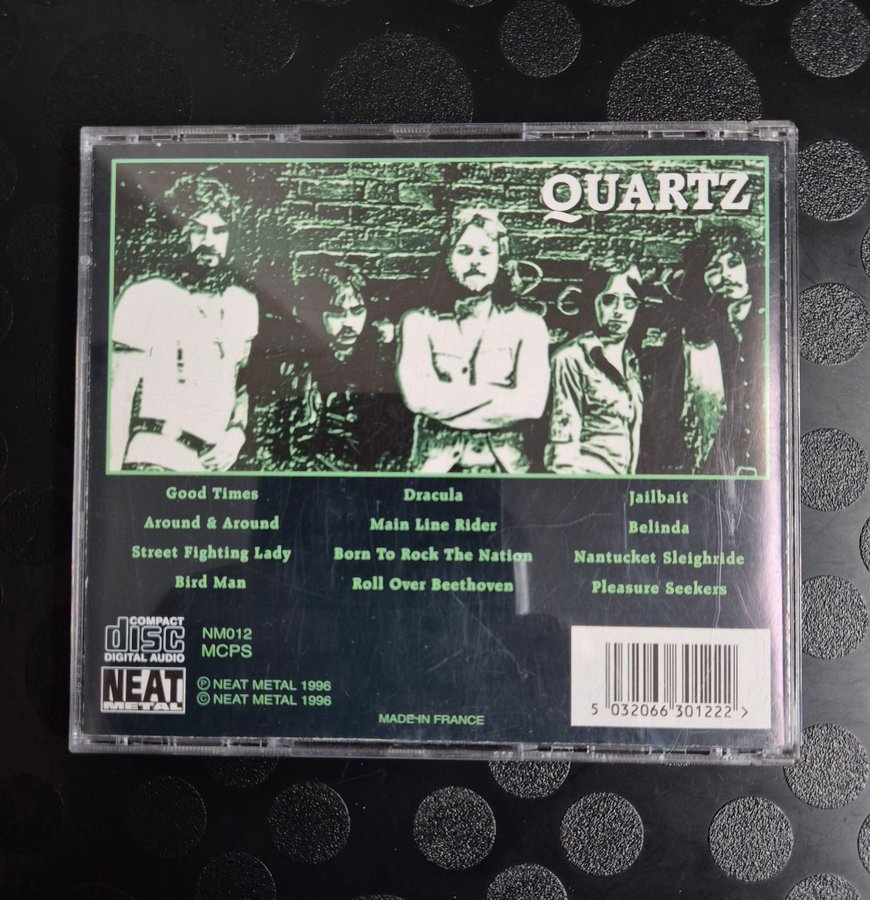 QUARTZ
Good Times
Around & Around
Street Fighting Lady
Bird Man
Dracula
Main Line Rider
Born To Rock The Nation
Roll Over Beethoven
Jailbait
Belinda
Nantucket Sleighride
Pleasure Seekers
COMPACT
disc
DIGITAL AUDIO
NM012
MCPS
NEAT
METAL
℗ NEAT METAL 1996
© NEAT METAL 1996
MADE IN FRANCE
5 032066 301222 >